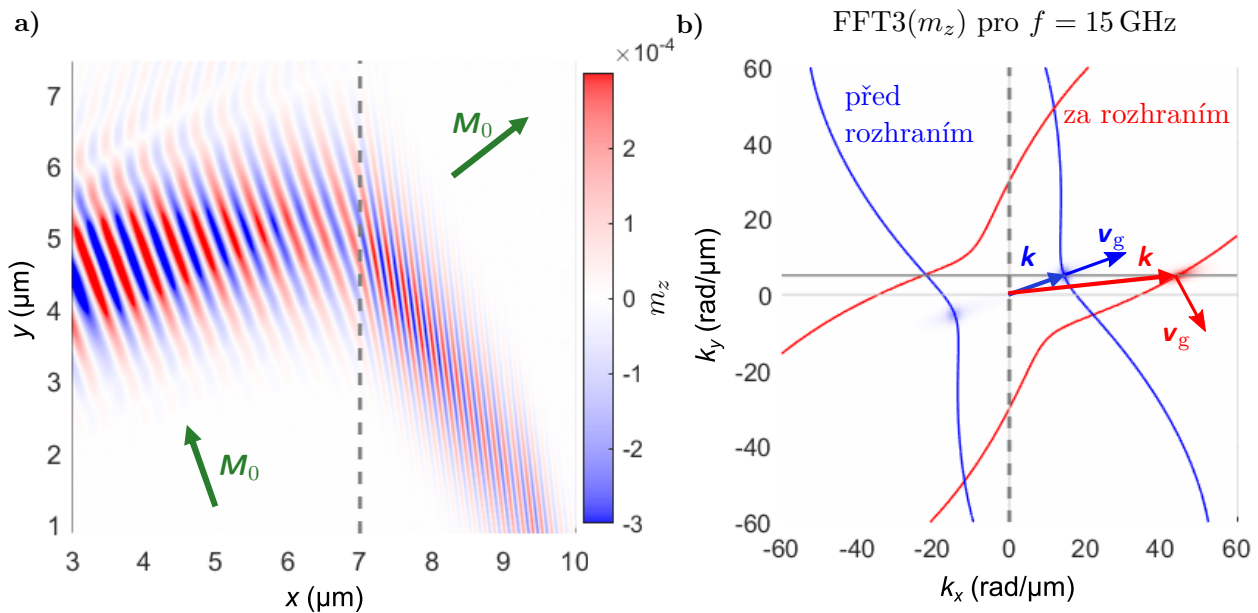 a)
×10⁻⁴
7
6
5
4
3
2
1
y (µm)
3
4
5
6
7
8
9
10
x (µm)
M₀
M₀
2
1
0
-1
-2
-3
m_z
b)
FFT3(m_z) pro f = 15 GHz
60
40
20
0
-20
-40
-60
k_y (rad/µm)
-60
-40
-20
0
20
40
60
k_x (rad/µm)
před
rozhraním
za rozhraním
k
v_g
k
v_g